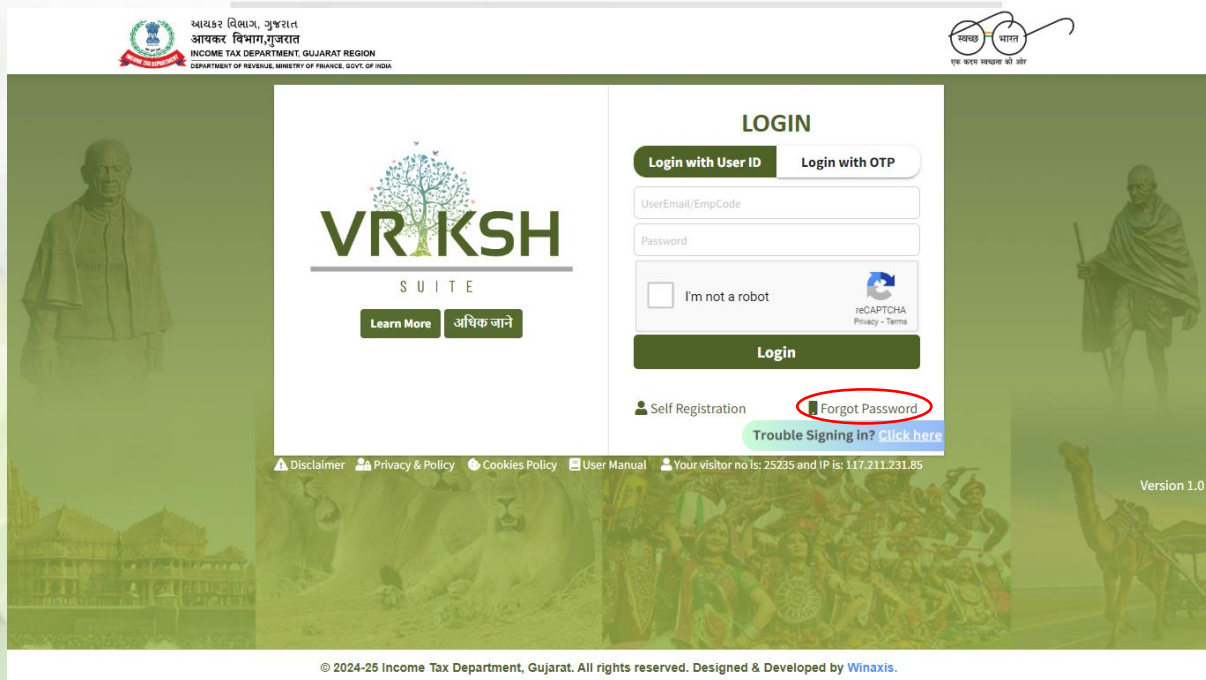 આયકર વિભાગ, ગુજરાત
आयकर विभाग,गुजरात
INCOME TAX DEPARTMENT, GUJARAT REGION
DEPARTMENT OF REVENUE, MINISTRY OF FINANCE, GOVT. OF INDIA
INCOME TAX DEPARTMENT
स्वच्छ भारत
एक कदम स्वच्छता की ओर
VRIKSH
SUITE
Learn More अधिक जाने
LOGIN
Login with User ID Login with OTP
UserEmail/EmpCode
Password
I'm not a robot
reCAPTCHA
Privacy - Terms
Login
Self Registration Forgot Password
Trouble Signing in? Click here
Disclaimer Privacy & Policy Cookies Policy User Manual Your visitor no is: 25235 and IP is: 117.211.231.85
Version 1.0
© 2024-25 Income Tax Department, Gujarat. All rights reserved. Designed & Developed by Winaxis.